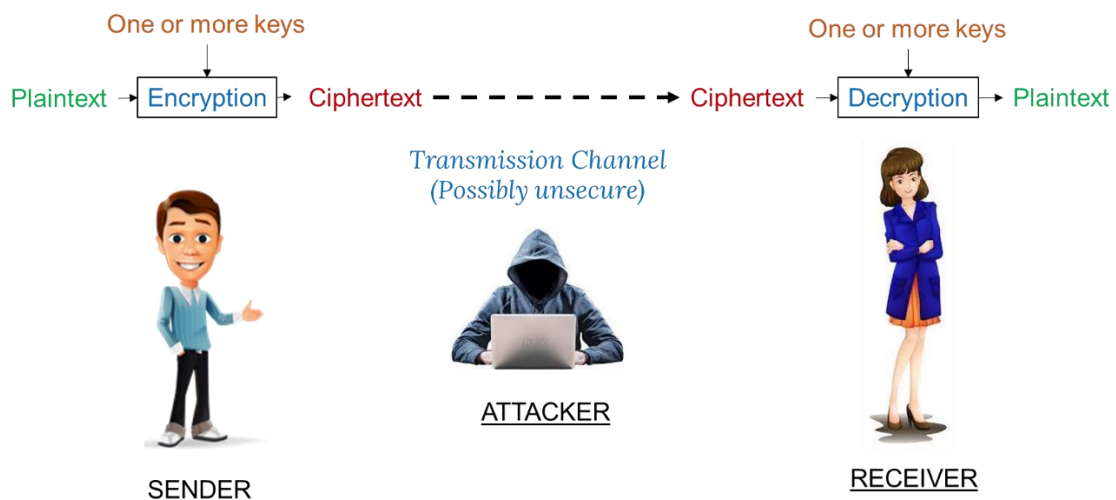 One or more keys
One or more keys
Plaintext
Encryption
Ciphertext
Ciphertext
Decryption
Plaintext
Transmission Channel
(Possibly unsecure)
ATTACKER
SENDER
RECEIVER